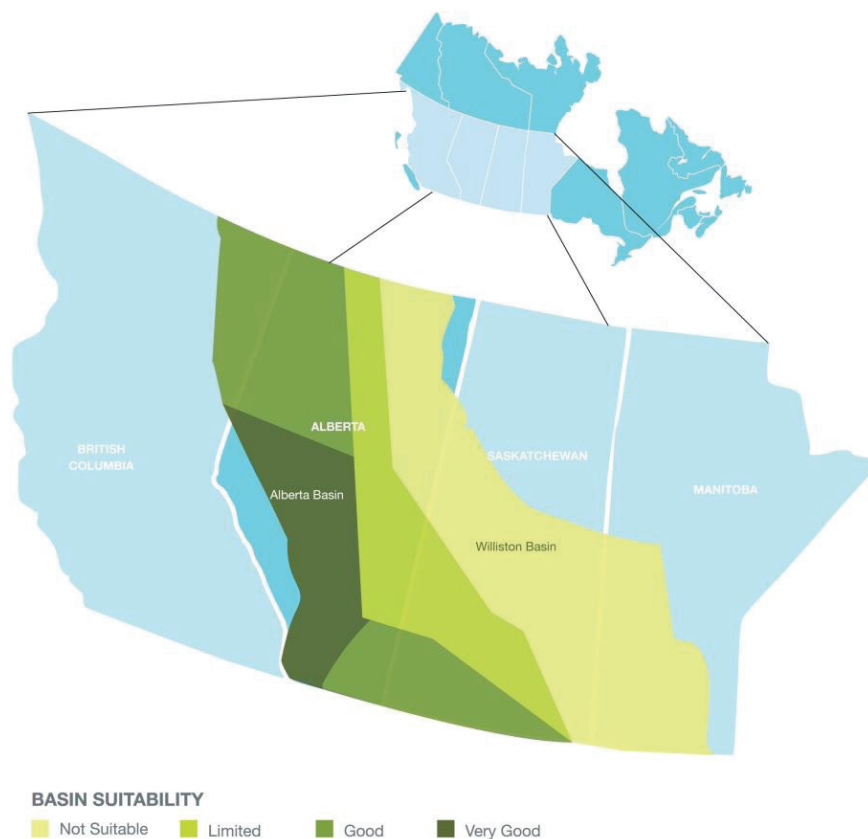 ALBERTA
BRITISH
COLUMBIA
SASKATCHEWAN
MANITOBA
Alberta Basin
Williston Basin
BASIN SUITABILITY
Not Suitable
Limited
Good
Very Good